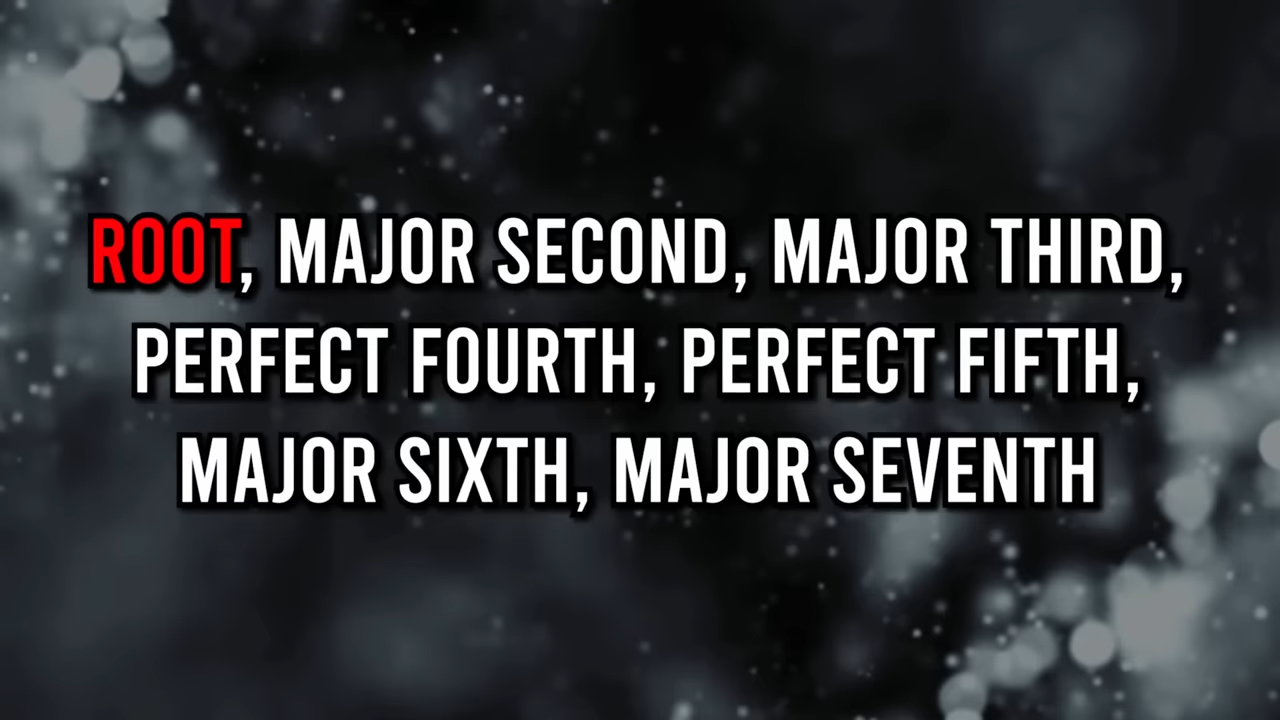 ROOT, MAJOR SECOND, MAJOR THIRD,
PERFECT FOURTH, PERFECT FIFTH,
MAJOR SIXTH, MAJOR SEVENTH